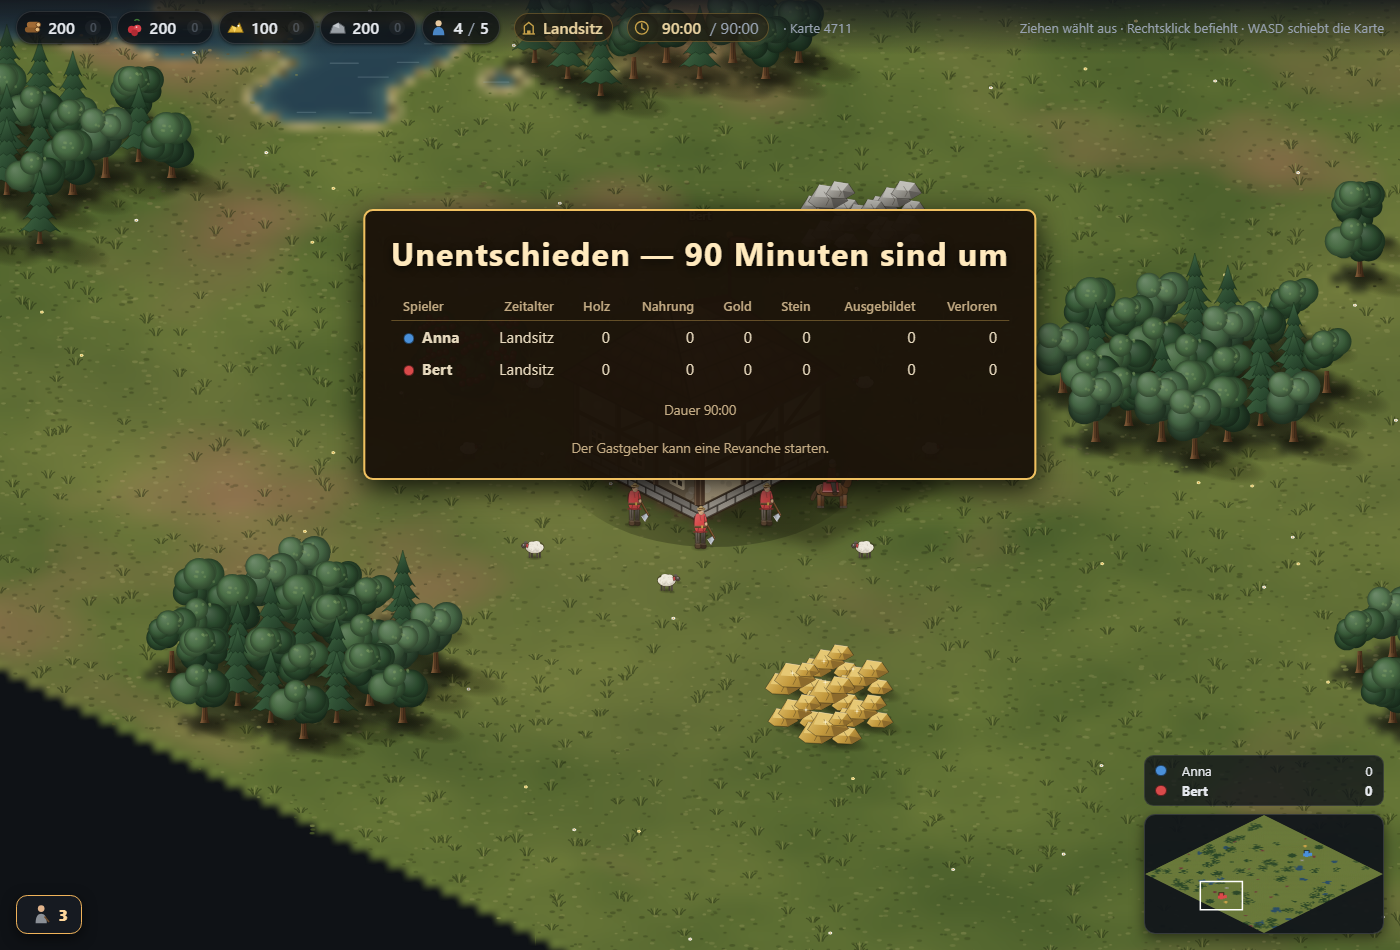 200 0 200 0 100 0 200 0 4 / 5 Landsitz 90:00 / 90:00 · Karte 4711 Ziehen wählt aus · Rechtsklick befiehlt · WASD schiebt die Karte
Unentschieden — 90 Minuten sind um
Spieler Zeitalter Holz Nahrung Gold Stein Ausgebildet Verloren
Anna Landsitz 0 0 0 0 0 0
Bert Landsitz 0 0 0 0 0 0
Dauer 90:00
Der Gastgeber kann eine Revanche starten.
Anna 0
Bert 0
3